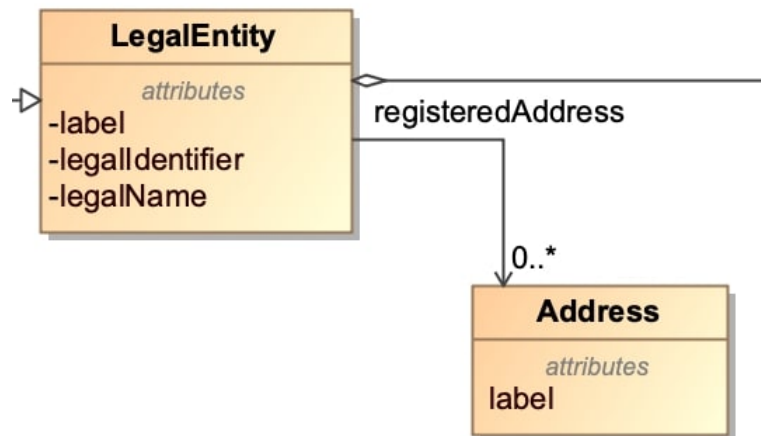 LegalEntity
attributes
-label
-legalIdentifier
-legalName
registeredAddress
0..*
Address
attributes
label